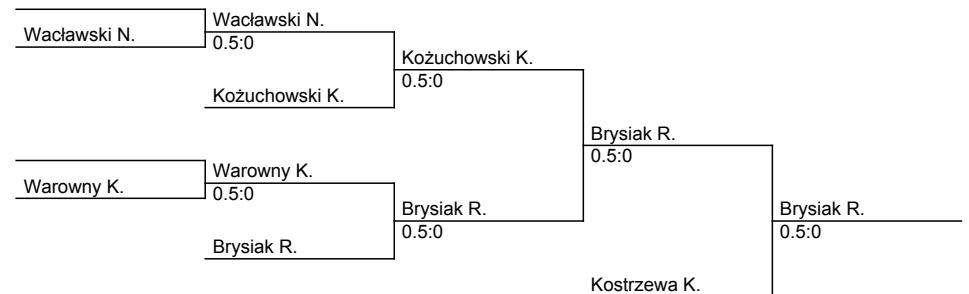 Wacławski N.
Wacławski N.
0.5:0
Kożuchowski K.
Kożuchowski K.
0.5:0
Warowny K.
Warowny K.
0.5:0
Brysiak R.
Brysiak R.
0.5:0
Brysiak R.
0.5:0
Kostrzewa K.
Brysiak R.
0.5:0